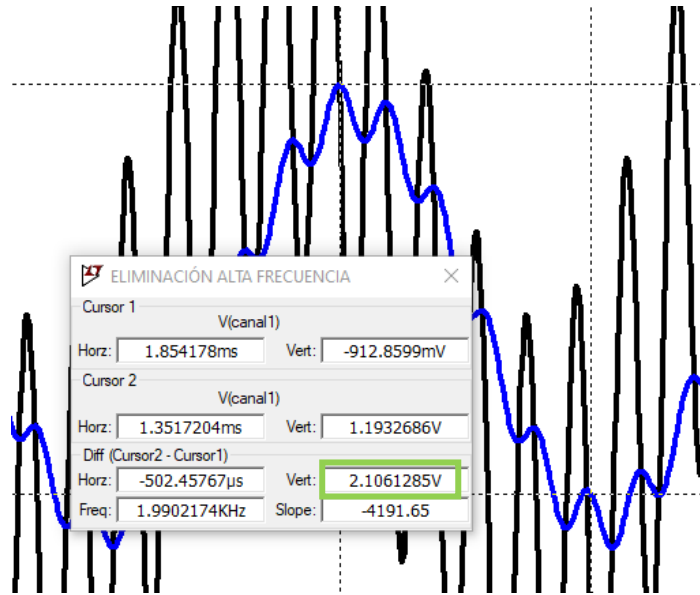 ELIMINACIÓN ALTA FRECUENCIA
Cursor 1
V(canal1)
Horz: 1.854178ms Vert: -912.8599mV
Cursor 2
V(canal1)
Horz: 1.3517204ms Vert: 1.1932686V
Diff (Cursor2 - Cursor1)
Horz: -502.45767µs Vert: 2.1061285V
Freq: 1.9902174KHz Slope: -4191.65